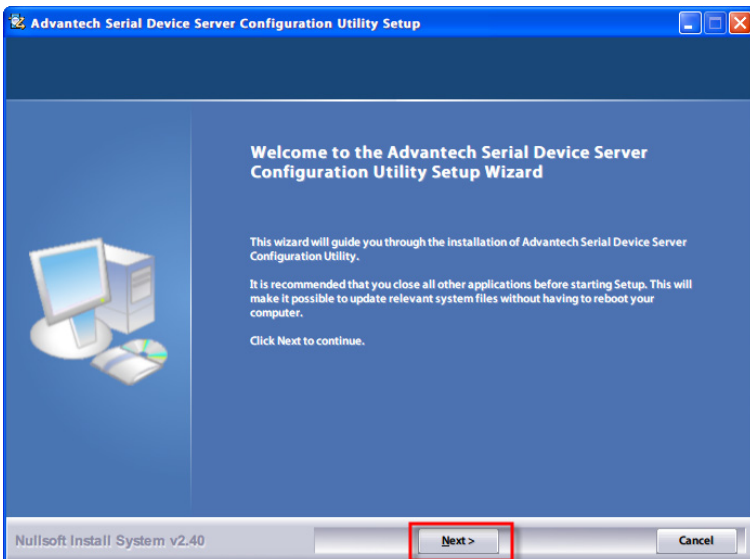 Advantech Serial Device Server Configuration Utility Setup
Welcome to the Advantech Serial Device Server
Configuration Utility Setup Wizard
This wizard will guide you through the installation of Advantech Serial Device Server
Configuration Utility.
It is recommended that you close all other applications before starting Setup. This will
make it possible to update relevant system files without having to reboot your
computer.
Click Next to continue.
Nullsoft Install System v2.40
Next >
Cancel